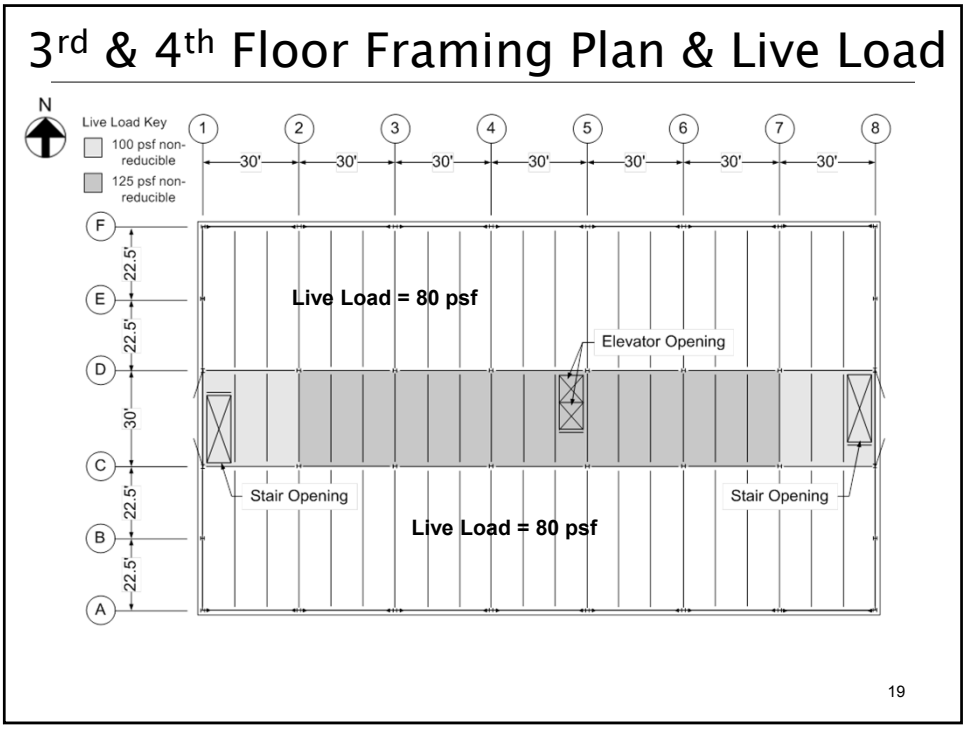 3rd & 4th Floor Framing Plan & Live Load
N
Live Load Key
100 psf non-
reducible
125 psf non-
reducible
1 2 3 4 5 6 7 8
30' 30' 30' 30' 30' 30' 30'
F
22.5'
E
Live Load = 80 psf
22.5'
Elevator Opening
D
30'
C
Stair Opening
Stair Opening
22.5'
Live Load = 80 psf
B
22.5'
A
19